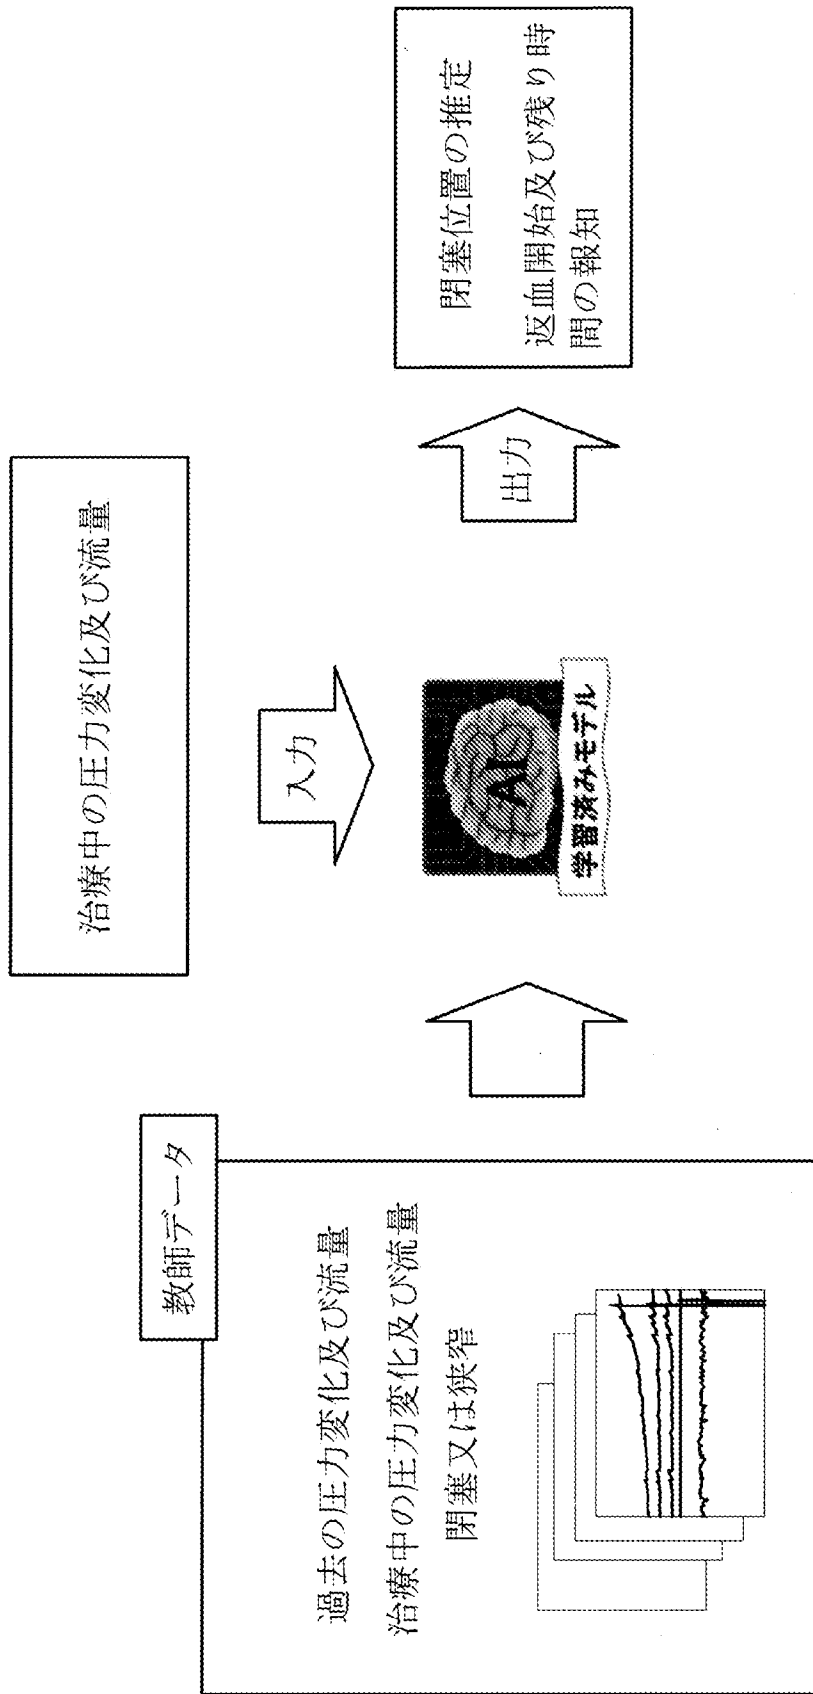 教師データ
過去の圧力変化及び流量
治療中の圧力変化及び流量
閉塞又は狭窄
治療中の圧力変化及び流量
入力
AI
学習済みモデル
出力
閉塞位置の推定
返血開始及び残り時
間の報知